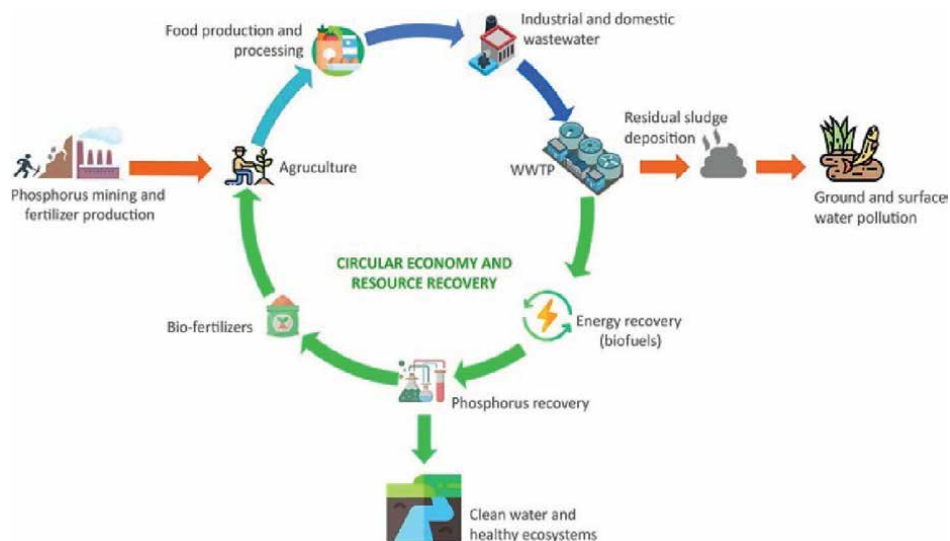 Food production and
processing
Industrial and domestic
wastewater
Residual sludge
deposition
WWTP
Agruculture
Phosphorus mining and
fertilizer production
Ground and surface
water pollution
CIRCULAR ECONOMY AND
RESOURCE RECOVERY
Bio-fertilizers
Energy recovery
(biofuels)
Phosphorus recovery
Clean water and
healthy ecosystems